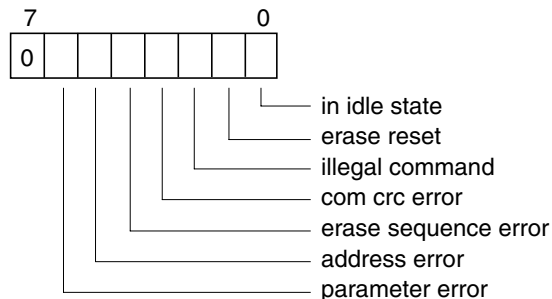 7 0
0
in idle state
erase reset
illegal command
com crc error
erase sequence error
address error
parameter error